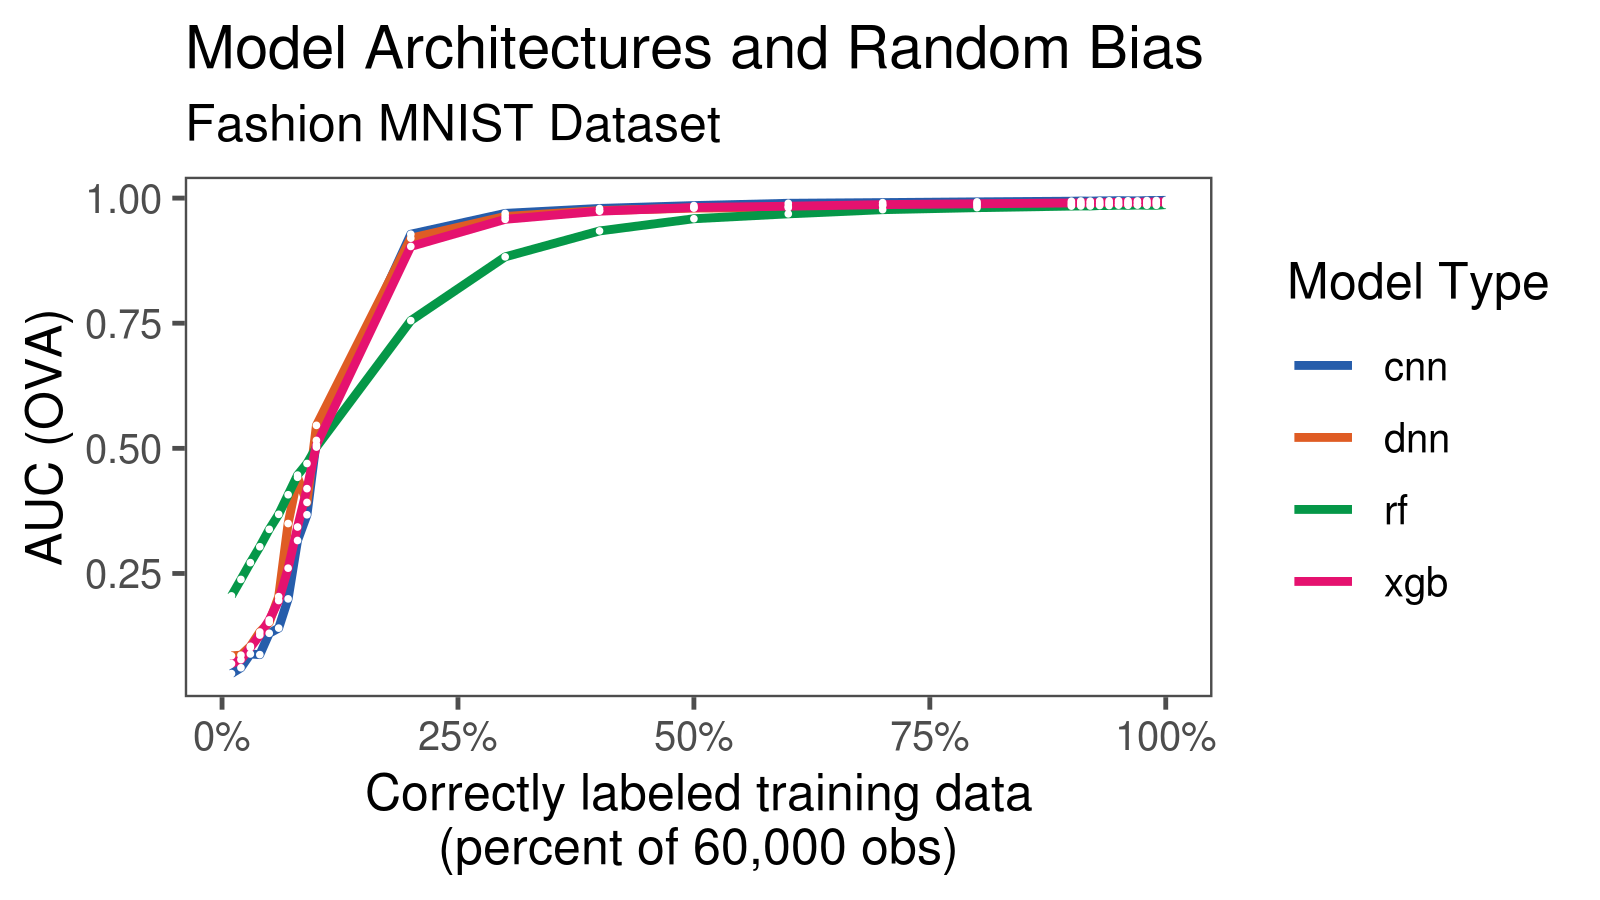 Model Architectures and Random Bias
Fashion MNIST Dataset
AUC (OVA)
1.00
0.75
0.50
0.25
0%
25%
50%
75%
100%
Correctly labeled training data
(percent of 60,000 obs)
Model Type
cnn
dnn
rf
xgb